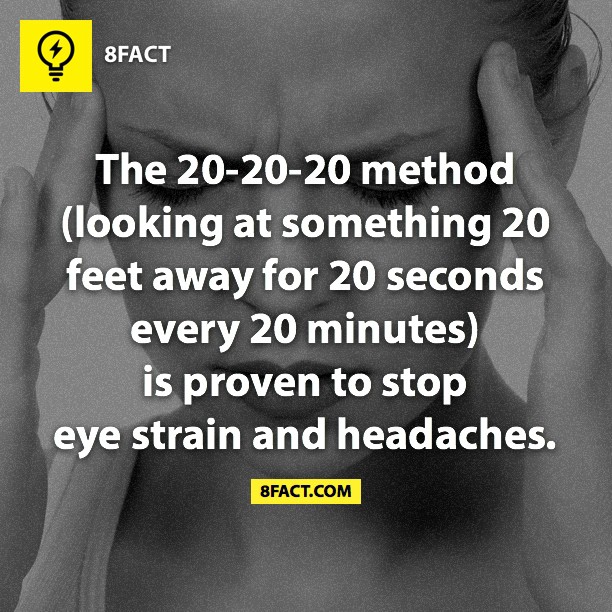 8FACT
The 20-20-20 method
(looking at something 20
feet away for 20 seconds
every 20 minutes)
is proven to stop
eye strain and headaches.
8FACT.COM